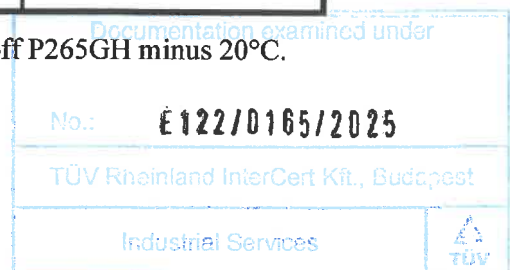 Documentation examined under
ff P265GH minus 20°C.
No.: E122/0165/2025
TÜV Rheinland InterCert Kft., Budapest
Industrial Services
TÜV